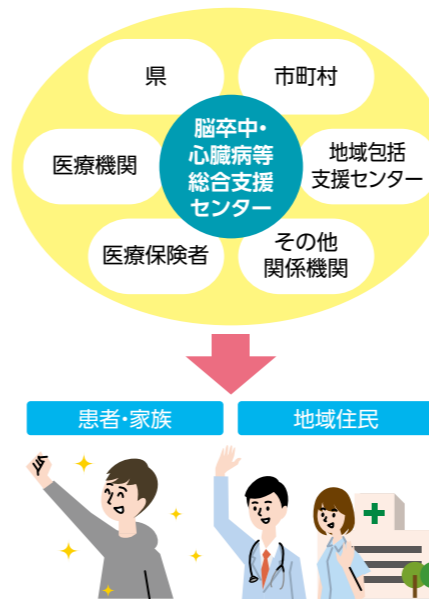 県
市町村
脳卒中・
心臓病等
総合支援
センター
医療機関
地域包括
支援センター
医療保険者
その他
関係機関
患者・家族
地域住民